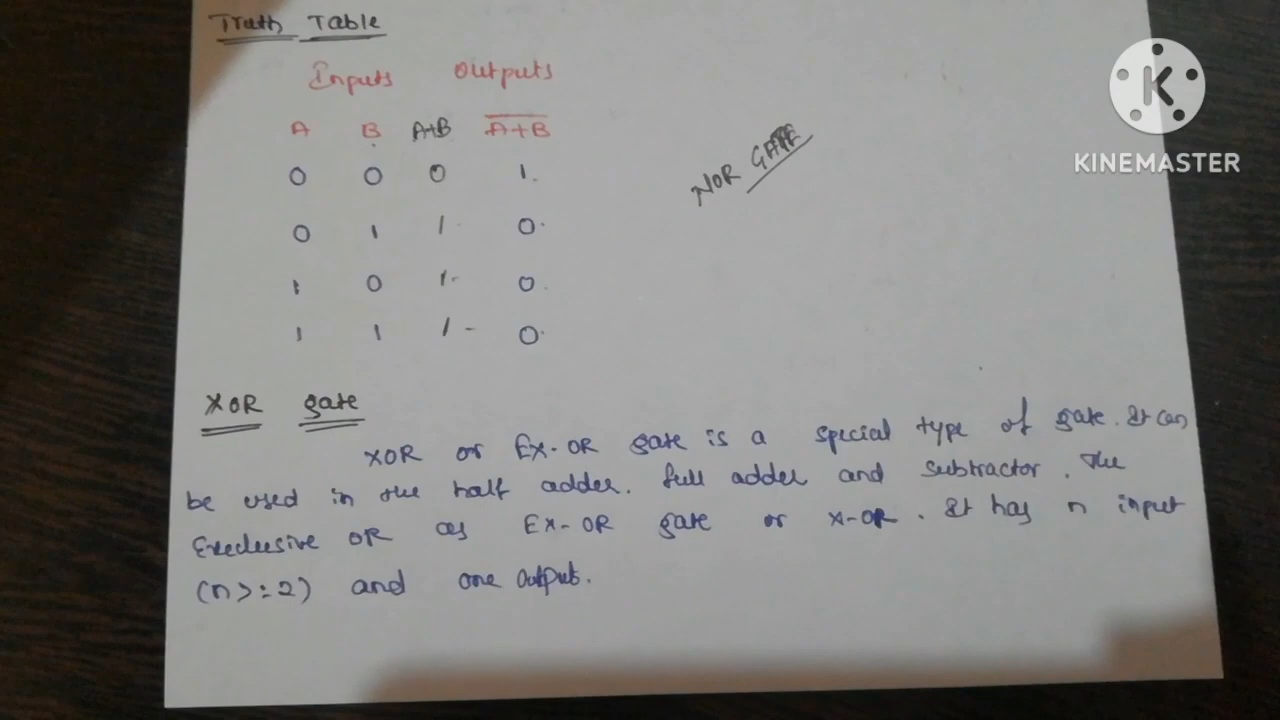 Truth Table
Inputs Outputs
A B A+B A̅+̅B̅
0 0 0 1.
0 1 1 0.
1 0 1 0.
1 1 1 0.
NOR GATE
K
KINEMASTER
XOR gate
XOR or EX-OR gate is a special type of gate. It can
be used in the half adder. full adder and subtractor. The
Execlusive OR as EX-OR gate or X-OR. It has n input
(n>=2) and one output.